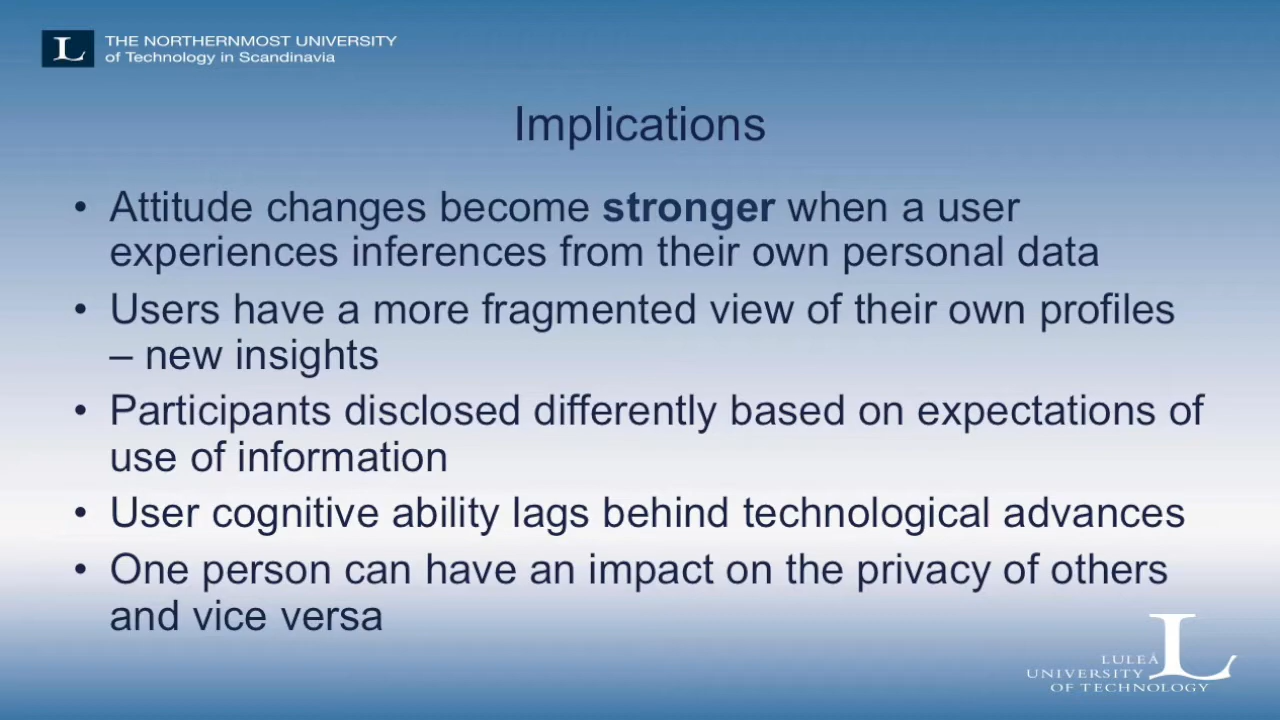 L
THE NORTHERNMOST UNIVERSITY
of Technology in Scandinavia
Implications
• Attitude changes become stronger when a user
experiences inferences from their own personal data
• Users have a more fragmented view of their own profiles
– new insights
• Participants disclosed differently based on expectations of
use of information
• User cognitive ability lags behind technological advances
• One person can have an impact on the privacy of others
and vice versa
LULEÅ
UNIVERSITY
OF TECHNOLOGY
L